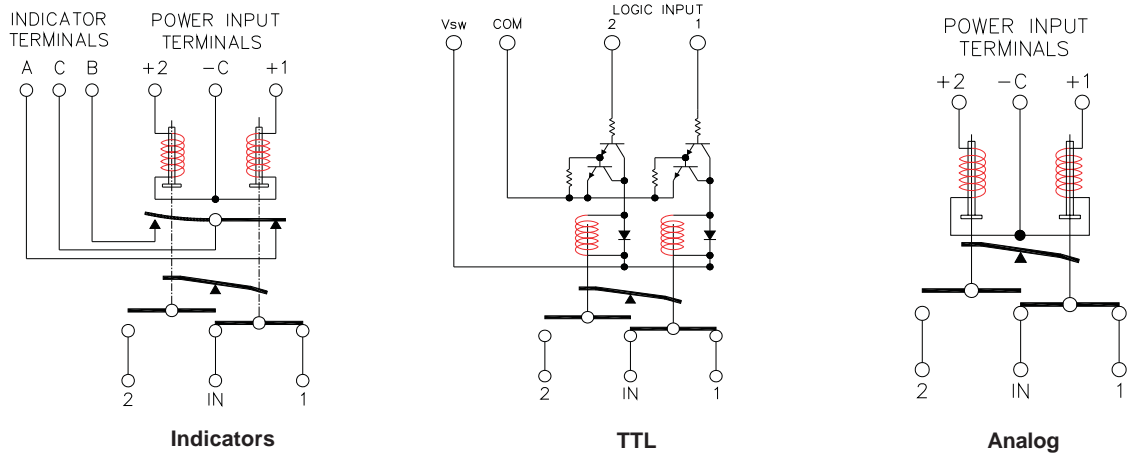 INDICATOR
TERMINALS
A C B
POWER INPUT
TERMINALS
+2 -C +1
2 IN 1
Indicators
LOGIC INPUT
Vsw COM 2 1
2 IN 1
TTL
POWER INPUT
TERMINALS
+2 -C +1
2 IN 1
Analog